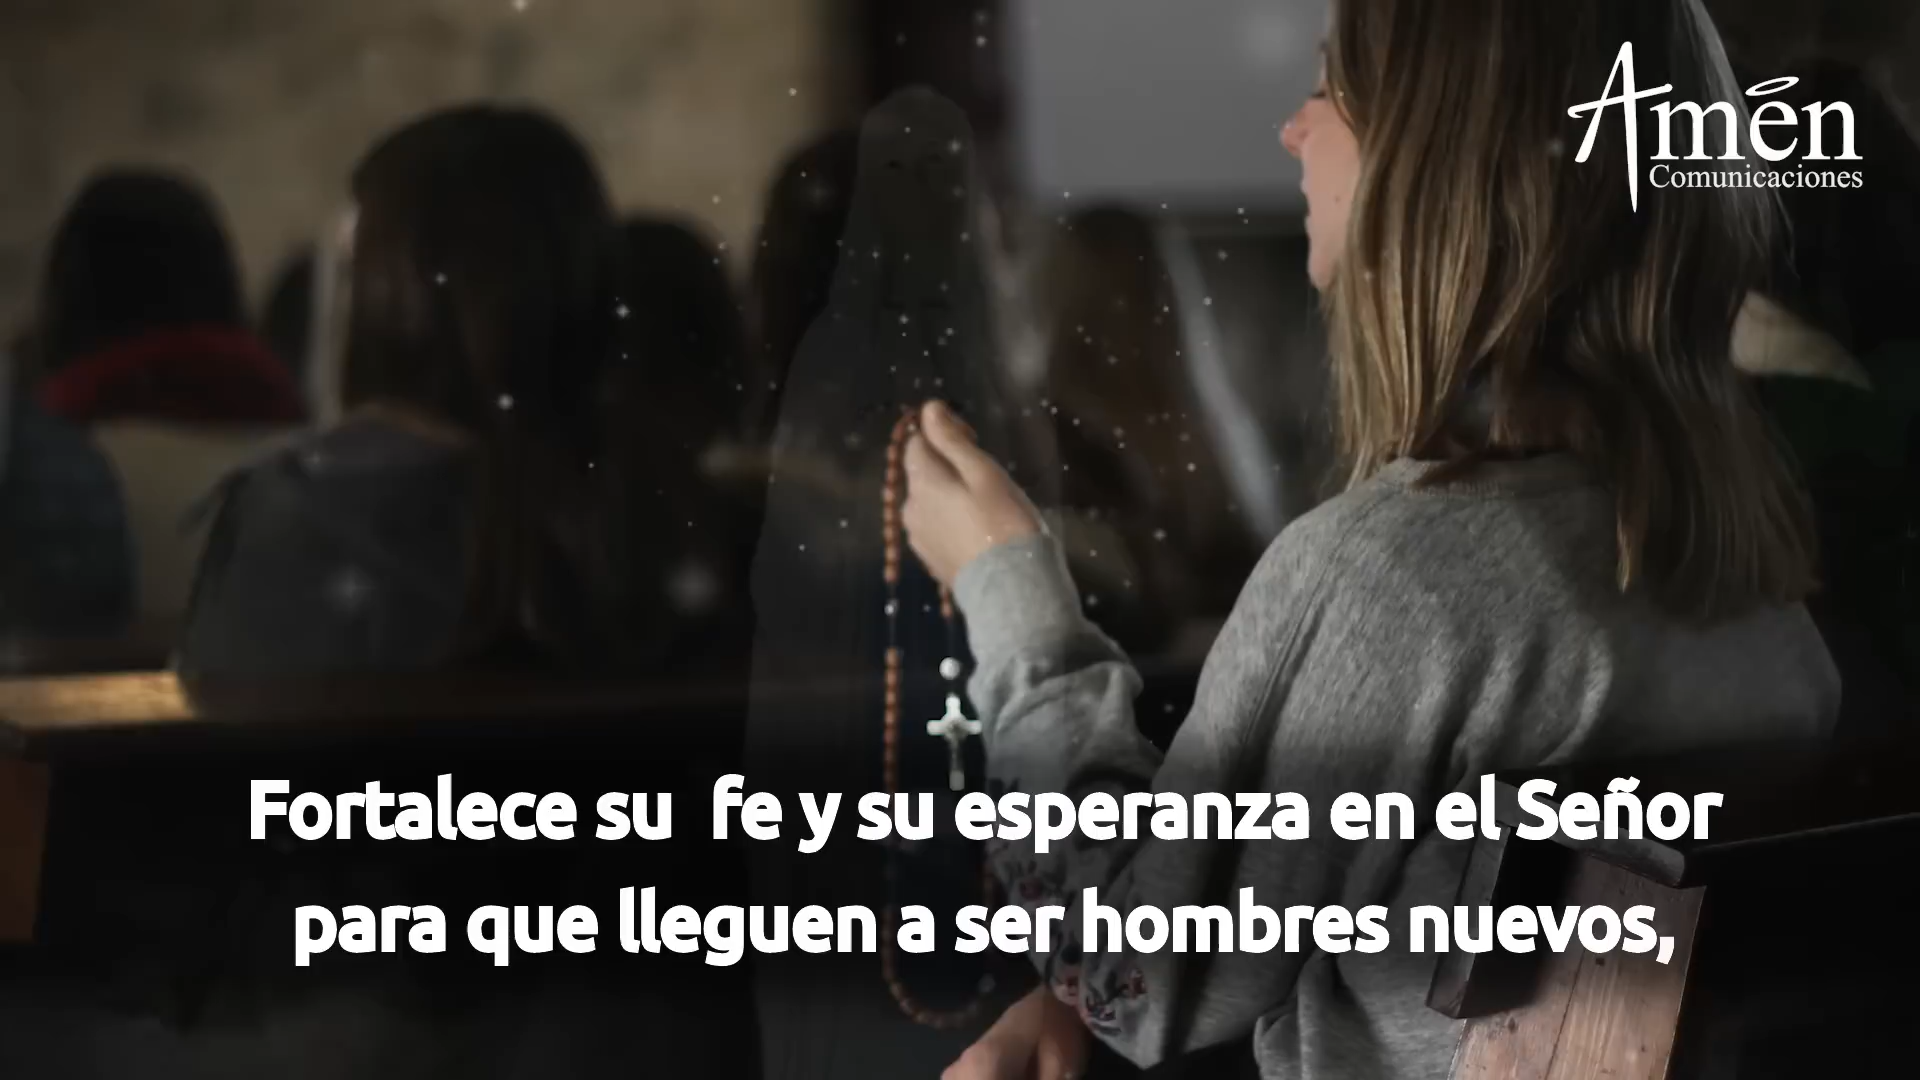 Amén
Comunicaciones
Fortalece su  fe y su esperanza en el Señor
para que lleguen a ser hombres nuevos,